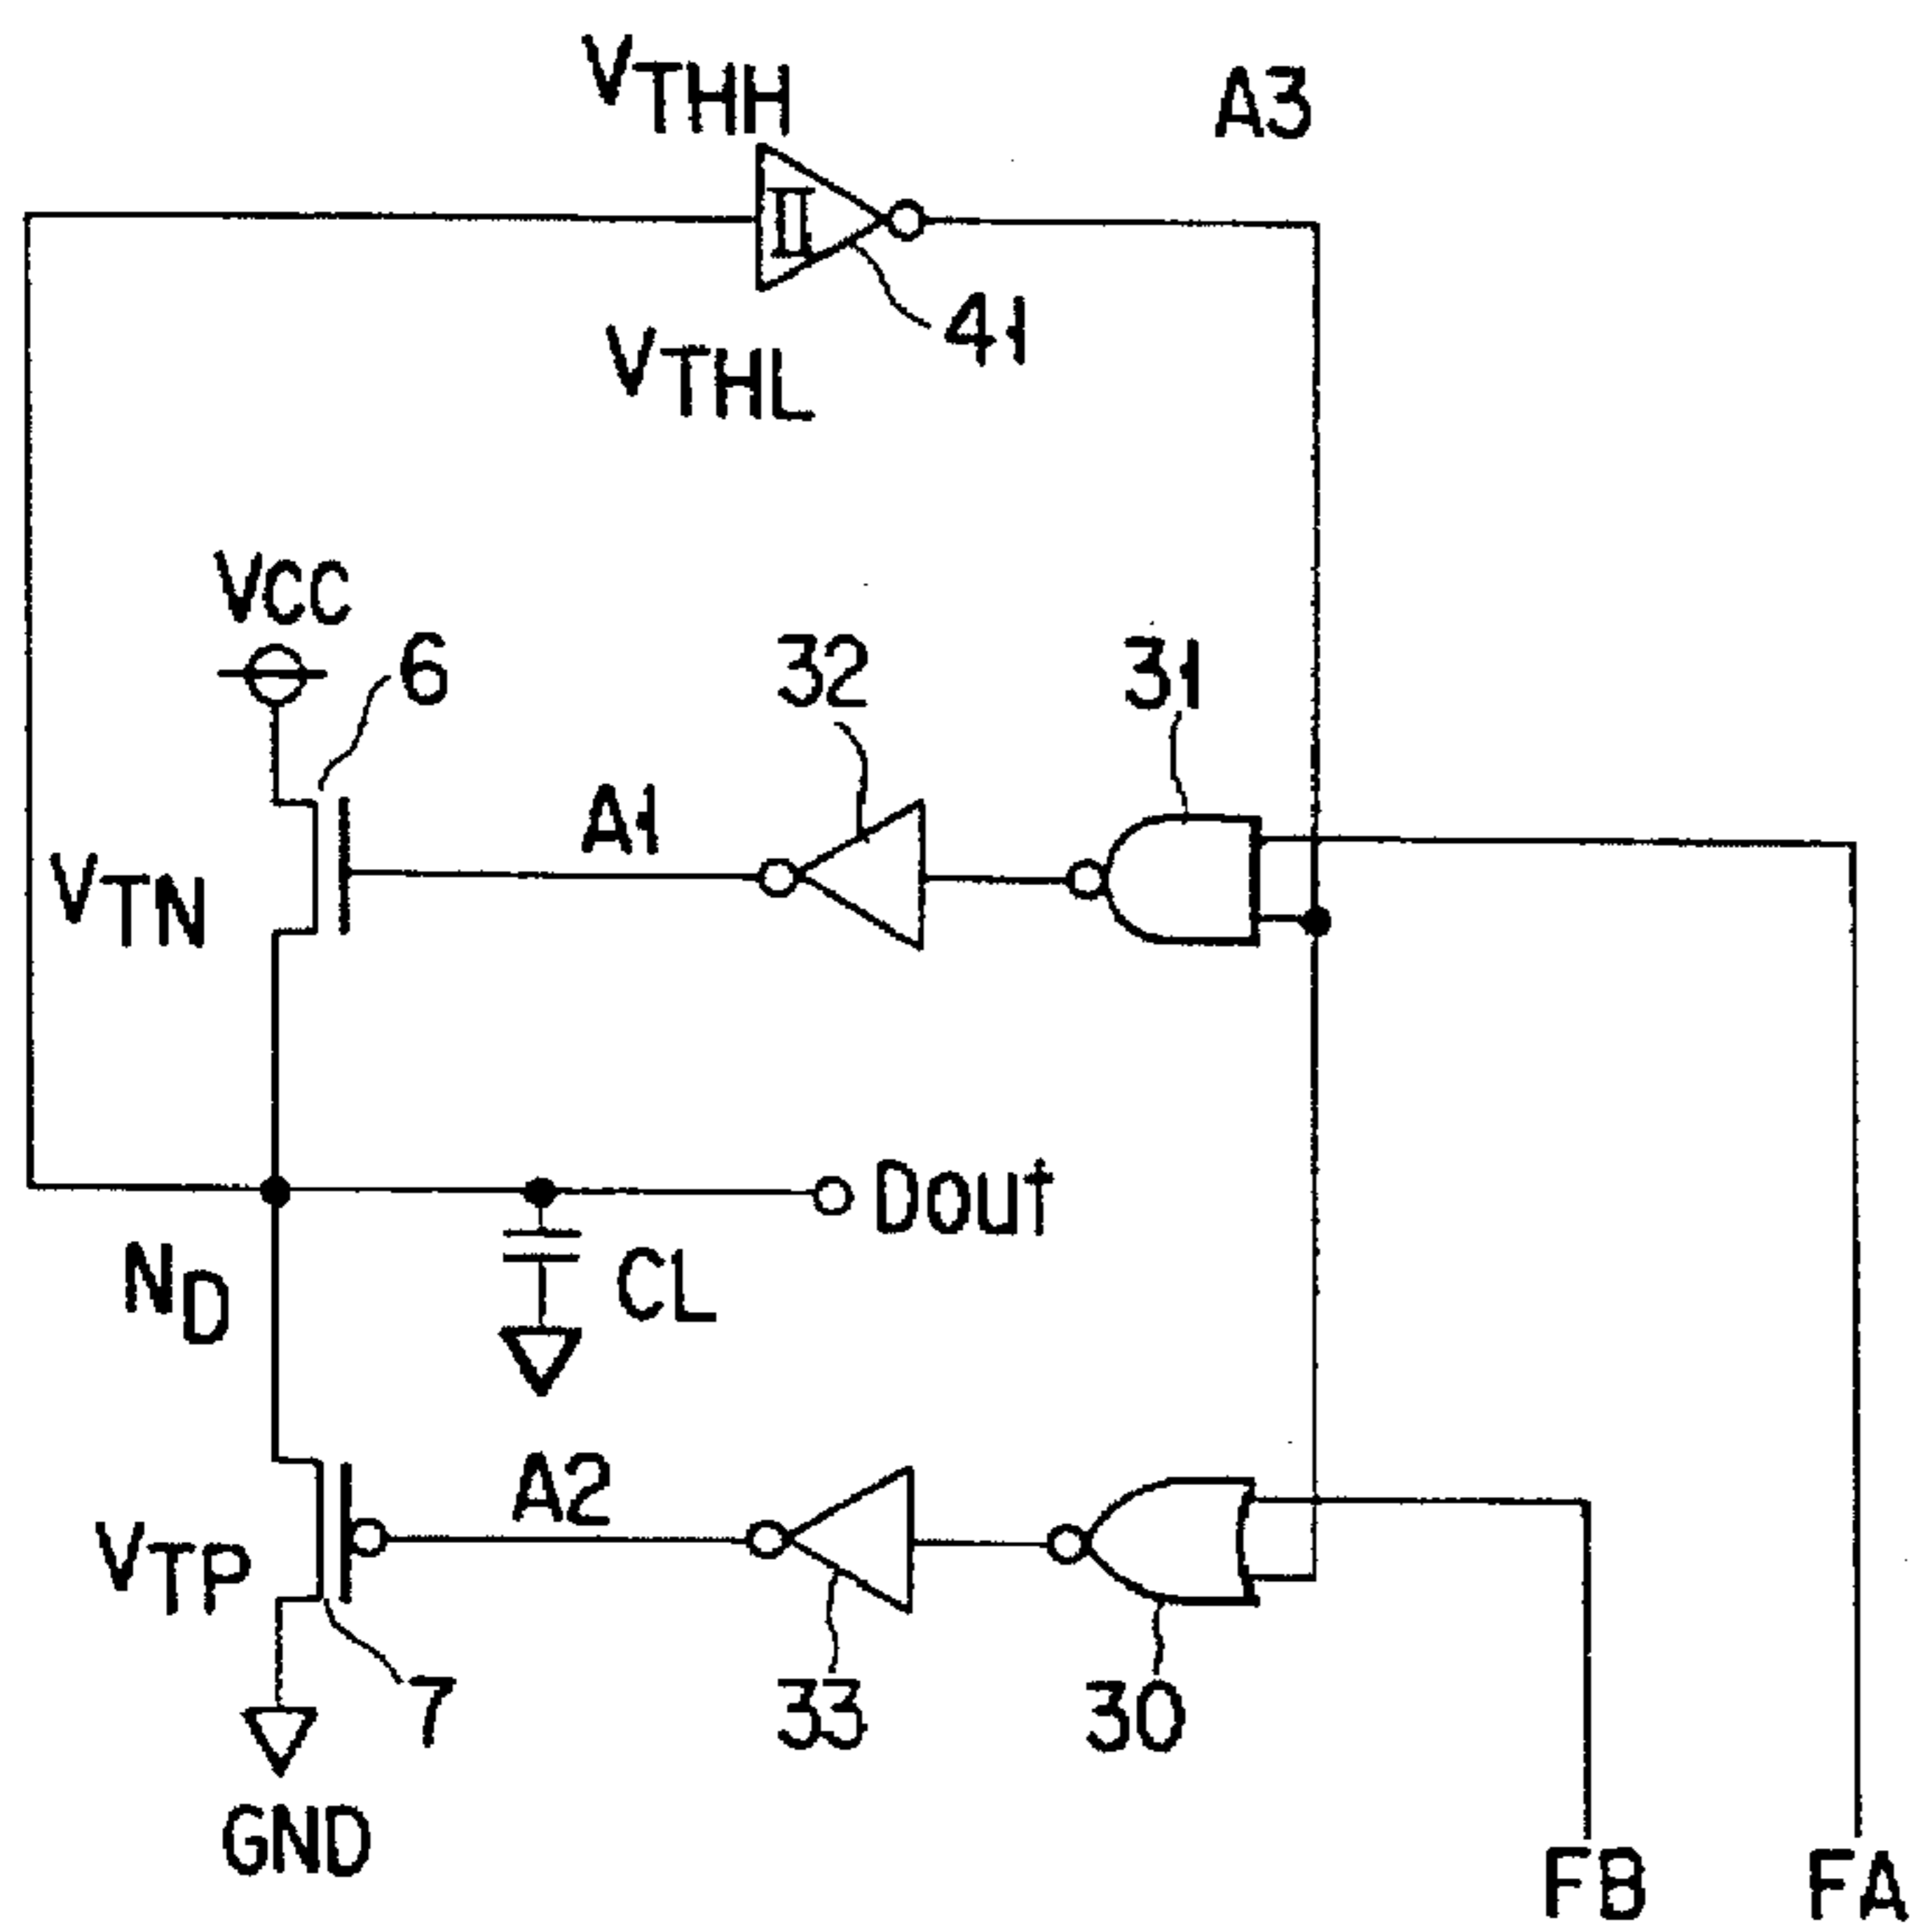 VTHH
A3
41
VTHL
VCC
6
32
31
A1
VTN
Dout
ND
CL
A2
VTP
7
33
30
GND
FB
FA